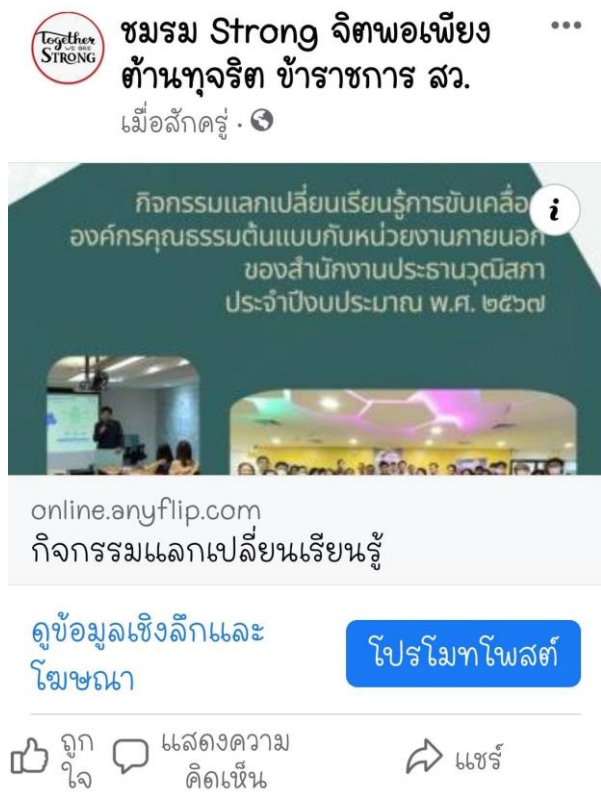 Together
WE ARE
STRONG
ชมรม Strong จิตพอเพียง
ต้านทุจริต ข้าราชการ สว.
เมื่อสักครู่ ·
กิจกรรมแลกเปลี่ยนเรียนรู้การขับเคลื่อ
องค์กรคุณธรรมต้นแบบกับหน่วยงานภายนอก
ของสำนักงานประธานวุฒิสภา
ประจำปีงบประมาณ พ.ศ. ๒๕๖๗
online.anyflip.com
กิจกรรมแลกเปลี่ยนเรียนรู้
ดูข้อมูลเชิงลึกและ
โฆษณา
โปรโมทโพสต์
ถูก
ใจ
แสดงความ
คิดเห็น
แชร์